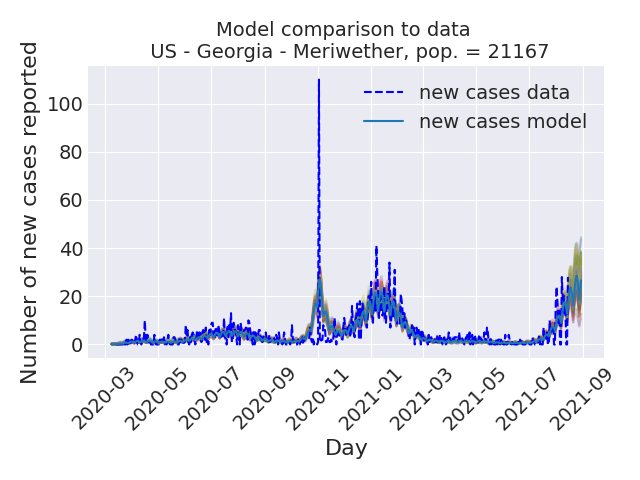 Model comparison to data
US - Georgia - Meriwether, pop. = 21167
Number of new cases reported
100
80
60
40
20
0
new cases data
new cases model
2020-03
2020-05
2020-07
2020-09
2020-11
2021-01
2021-03
2021-05
2021-07
2021-09
Day